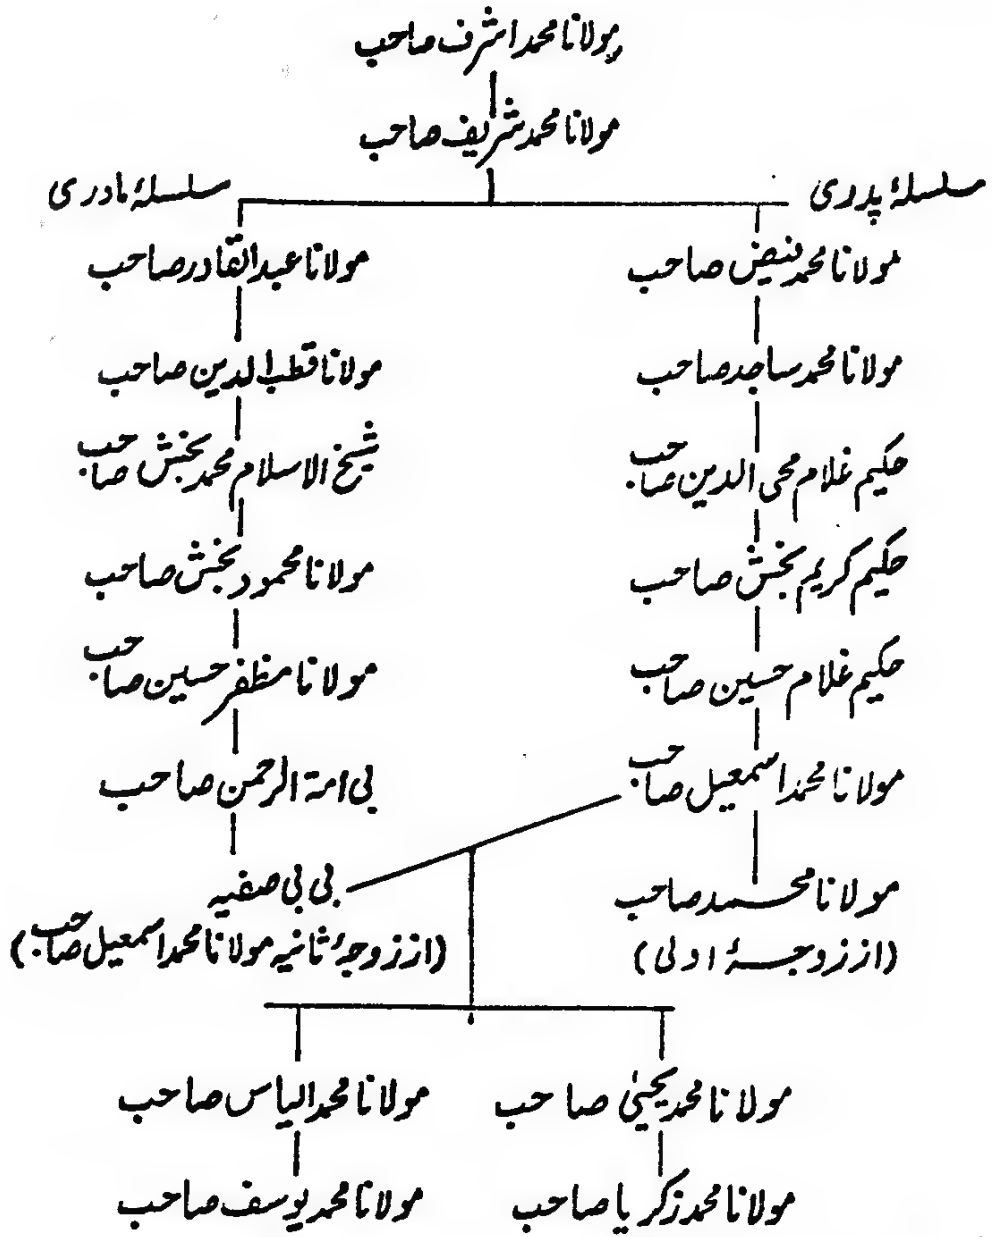 مولانا محمد اشرف صاحب
مولانا محمد شریف صاحب
سلسلۂ پدری
سلسلۂ مادری
مولانا محمد فیض صاحب
مولانا عبدالقادر صاحب
مولانا محمد ساجد صاحب
مولانا قطب الدین صاحب
حکیم غلام محی الدین صاحب
شیخ الاسلام محمد بخش صاحب
حکیم کریم بخش صاحب
مولانا محمود بخش صاحب
حکیم غلام حسین صاحب
مولانا مظفر حسین صاحب
مولانا محمد اسمعیل صاحب
بی امة الرحمن صاحب
مولانا محمد صاحب
بی بی صفیہ
(از زوجۂ اولی)
(از زوجۂ ثانیہ مولانا محمد اسمعیل صاحب)
مولانا محمد یحییٰ صاحب
مولانا محمد الیاس صاحب
مولانا محمد زکریا صاحب
مولانا محمد یوسف صاحب